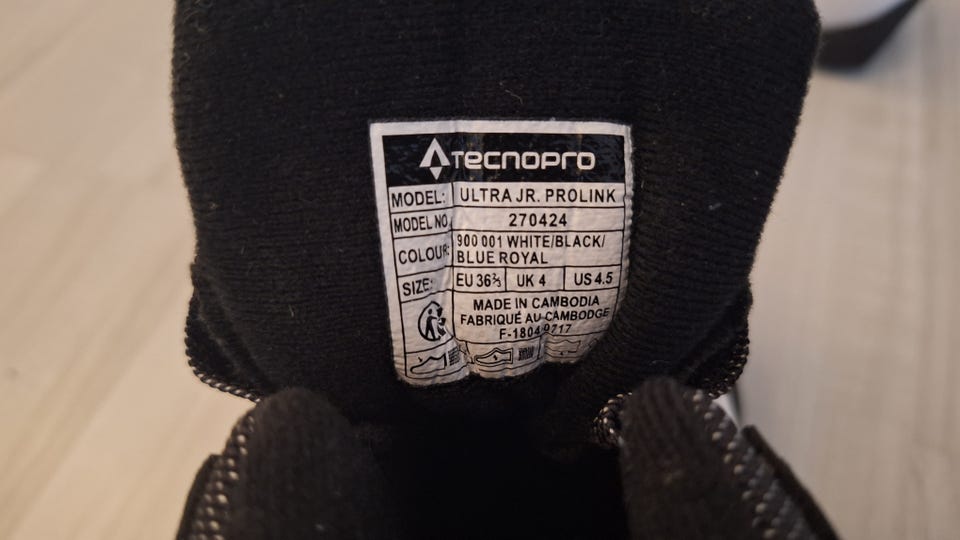 TECNOPRO
MODEL: ULTRA JR. PROLINK
MODEL NO. 270424
COLOUR: 900 001 WHITE/BLACK/
BLUE ROYAL
SIZE: EU 36⅔ UK 4 US 4.5
MADE IN CAMBODIA
FABRIQUÉ AU CAMBODGE
F-1804 0717